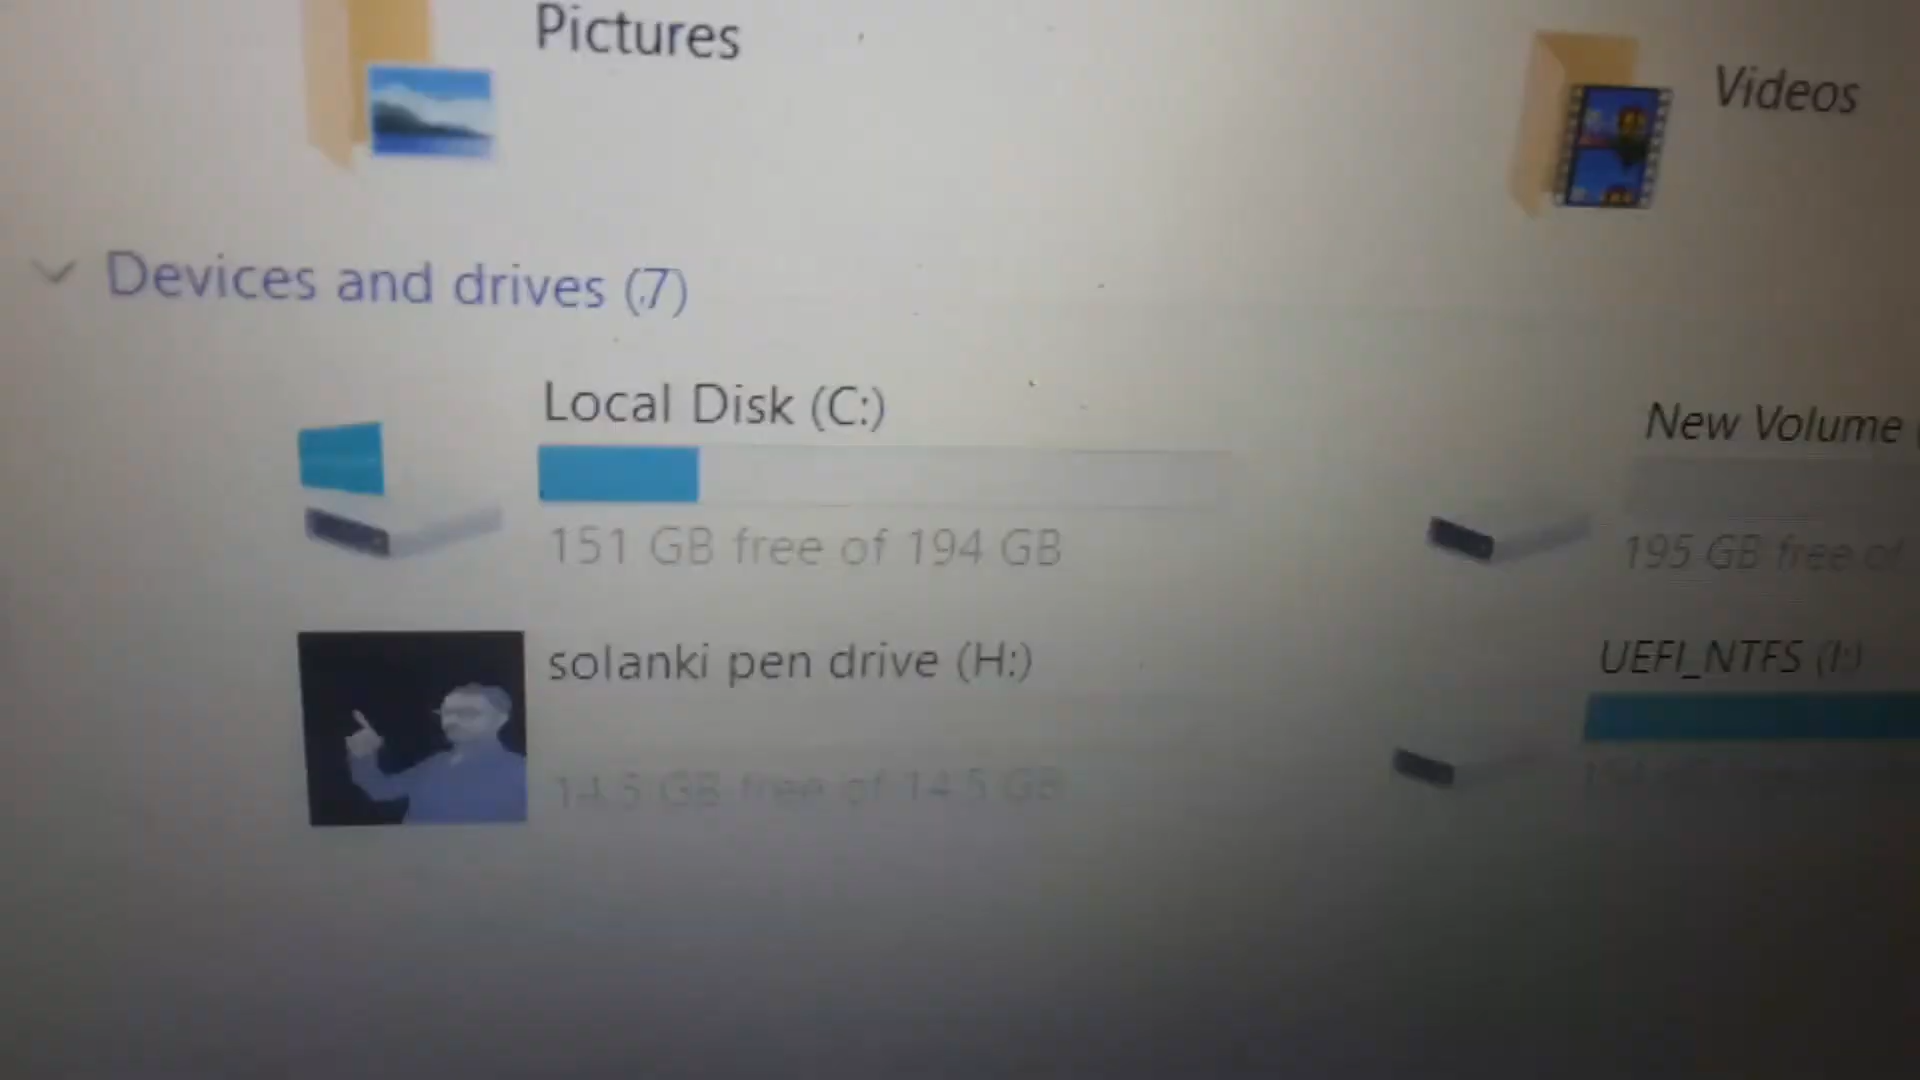 Pictures
Videos
Devices and drives (7)
Local Disk (C:)
New Volume (
151 GB free of 194 GB
195 GB free of
solanki pen drive (H:)
UEFI_NTFS (I:)
14.5 GB free of 14.5 GB